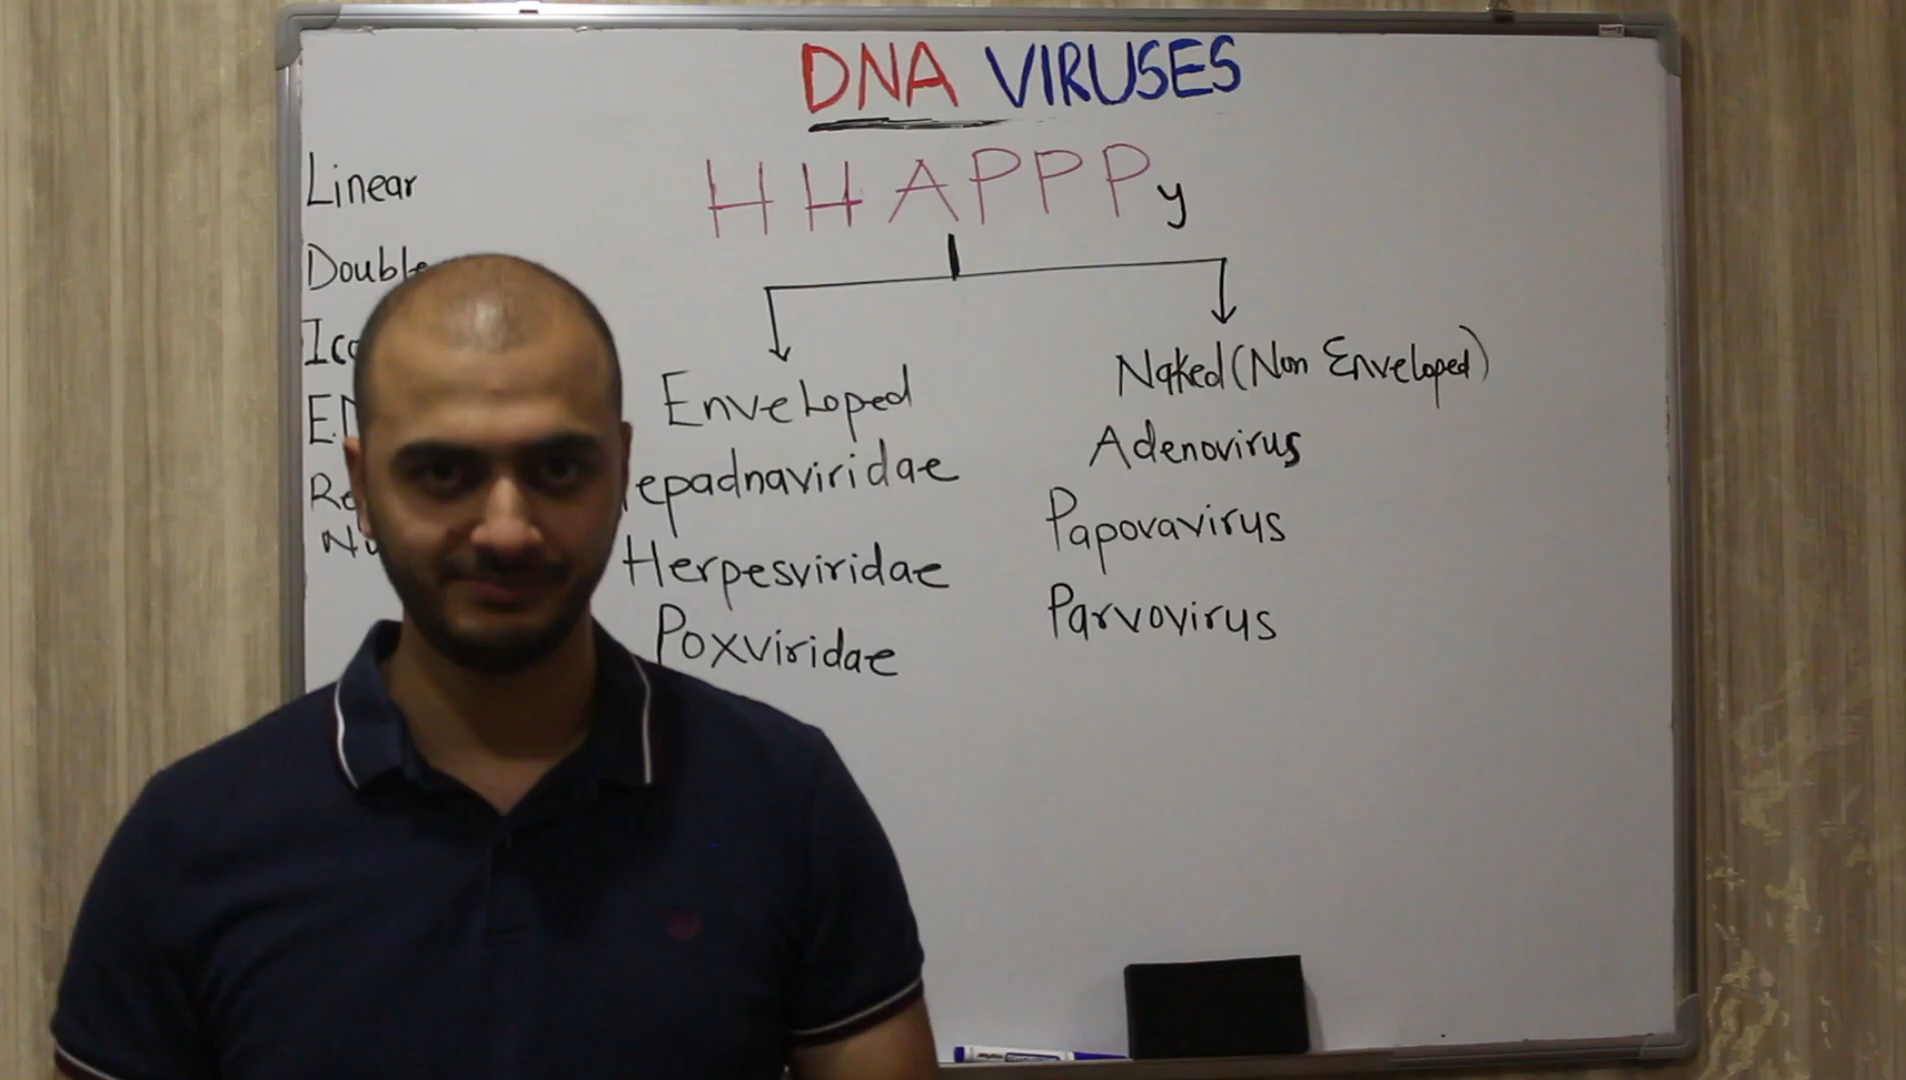 DNA VIRUSES
HHAPPPy
Linear
Enveloped
Naked (Non Enveloped)
Adenovirus
Herpesviridae
Papovavirus
Poxviridae
Parvovirus